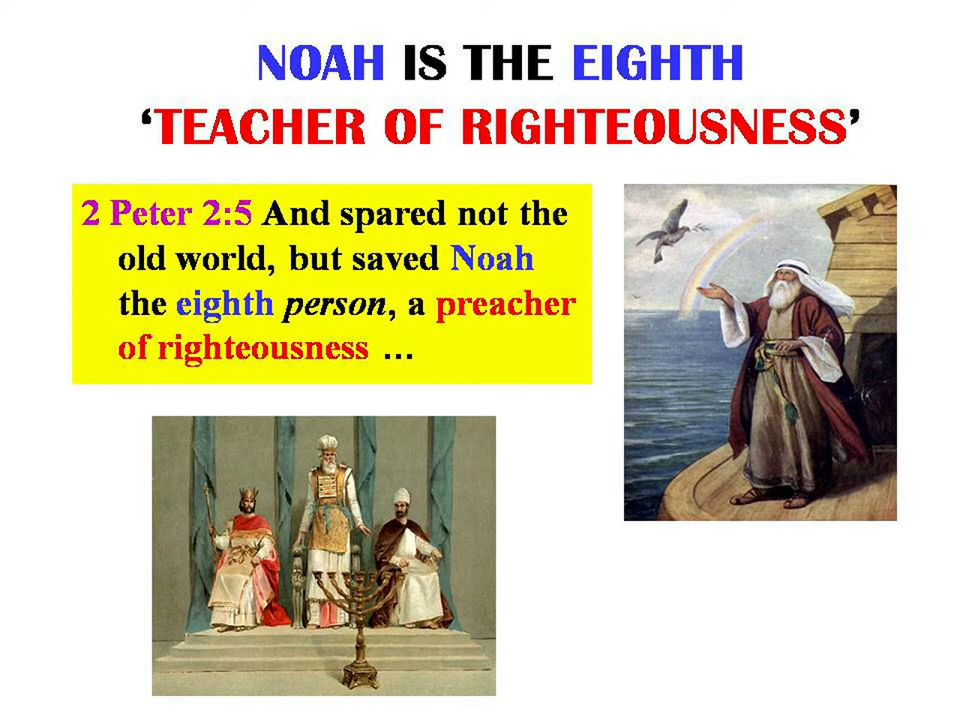 NOAH IS THE EIGHTH
‘TEACHER OF RIGHTEOUSNESS’
2 Peter 2:5 And spared not the
old world, but saved Noah
the eighth person, a preacher
of righteousness …